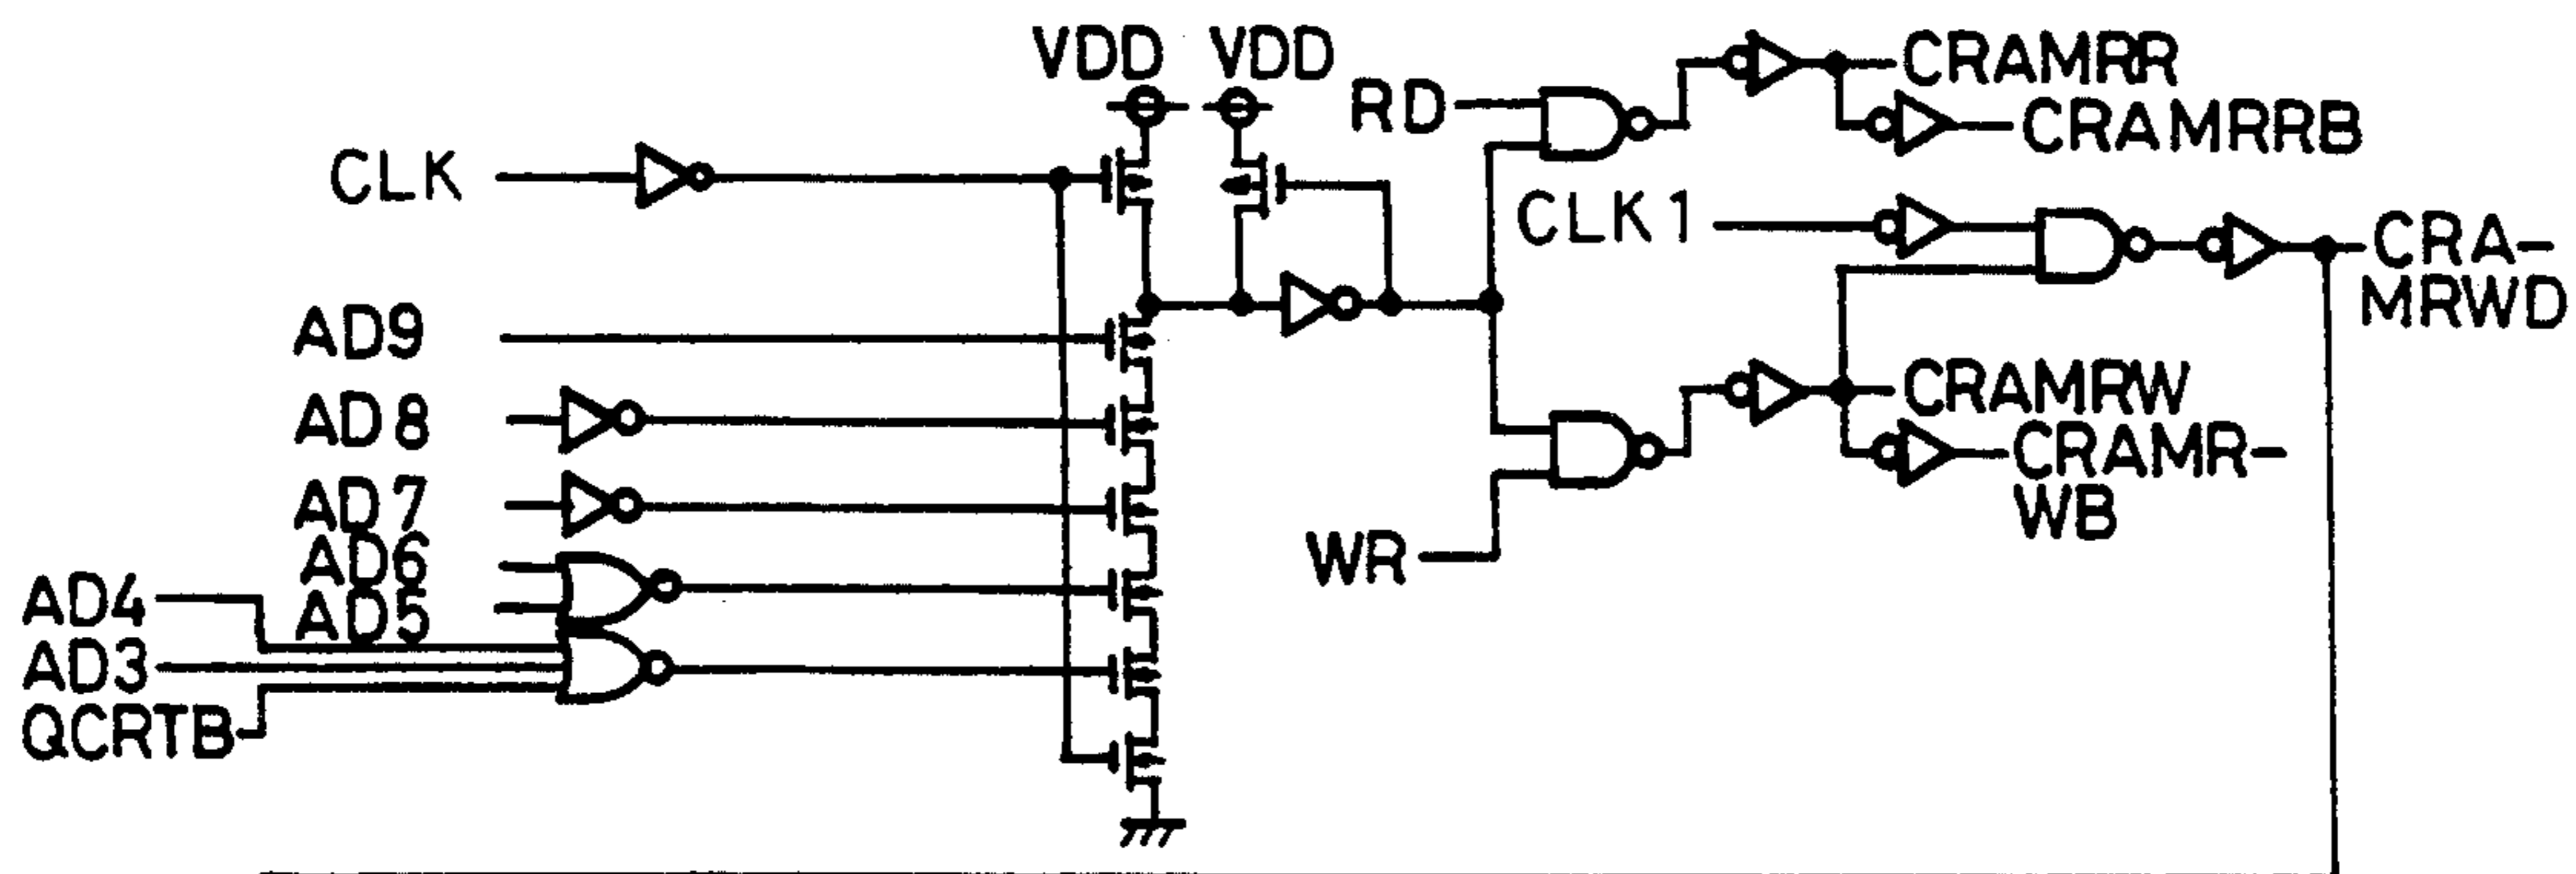 VDD VDD
RD
CRAMRR
CRAMRRB
CLK
CLK1
CRA-
MRWD
AD9
AD8
CRAMRW
CRAMR-
WB
AD7
WR
AD6
AD5
AD4
AD3
QCRTB